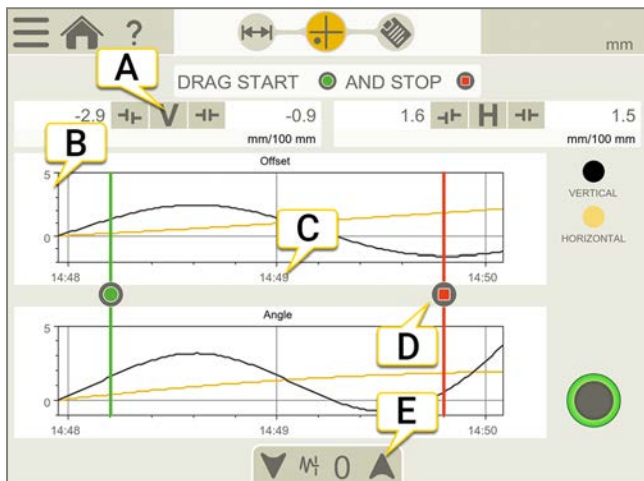 ?
mm
A
DRAG START AND STOP
-2.9 V -0.9
mm/100 mm
1.6 H 1.5
mm/100 mm
B
Offset
5
0
C
14:48 14:49 14:50
VERTICAL
HORIZONTAL
Angle
5
0
D
14:48 14:49 14:50
E
0